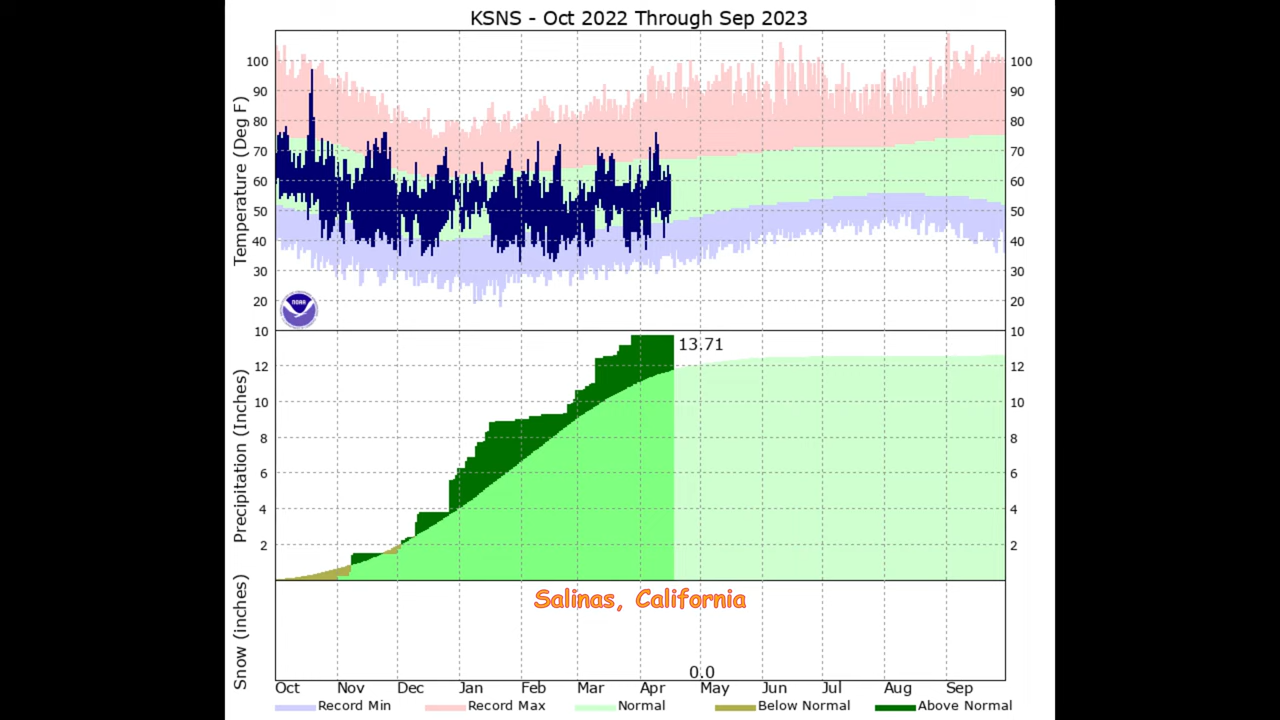 KSNS - Oct 2022 Through Sep 2023
Temperature (Deg F)
100 100
90 90
80 80
70 70
60 60
50 50
40 40
30 30
20 20
NOAA
Precipitation (Inches)
10 10
13.71
12 12
10 10
8 8
6 6
4 4
2 2
Snow (inches)
Salinas, California
0.0
Oct Nov Dec Jan Feb Mar Apr May Jun Jul Aug Sep
Record Min Record Max Normal Below Normal Above Normal